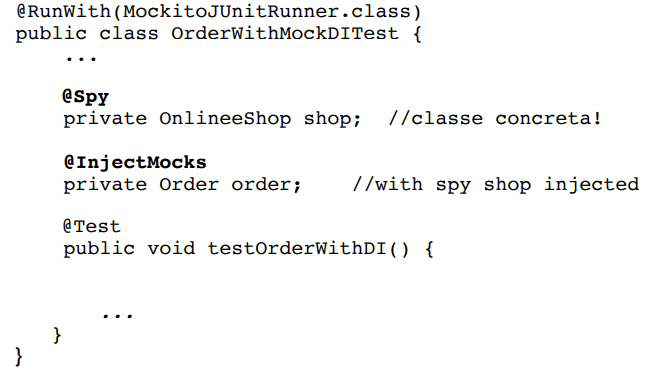 @RunWith(MockitoJUnitRunner.class)
public class OrderWithMockDITest {
...
@Spy
private OnlineeShop shop;  //classe concreta!
@InjectMocks
private Order order;    //with spy shop injected
@Test
public void testOrderWithDI() {
...
}
}